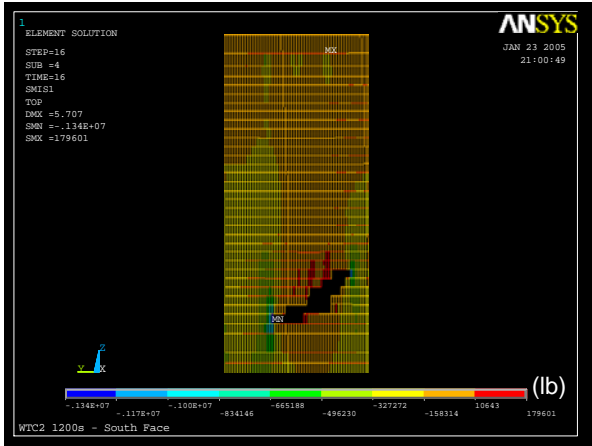 1
ELEMENT SOLUTION
STEP=16
SUB =4
TIME=16
SMIS1
TOP
DMX =5.707
SMN =-.134E+07
SMX =179601
ANSYS
JAN 23 2005
21:00:49
MX
MN
Z
Y X
(lb)
-.134E+07 -.117E+07 -.100E+07 -834146 -665188 -496230 -327272 -158314 10643 179601
WTC2 1200s - South Face